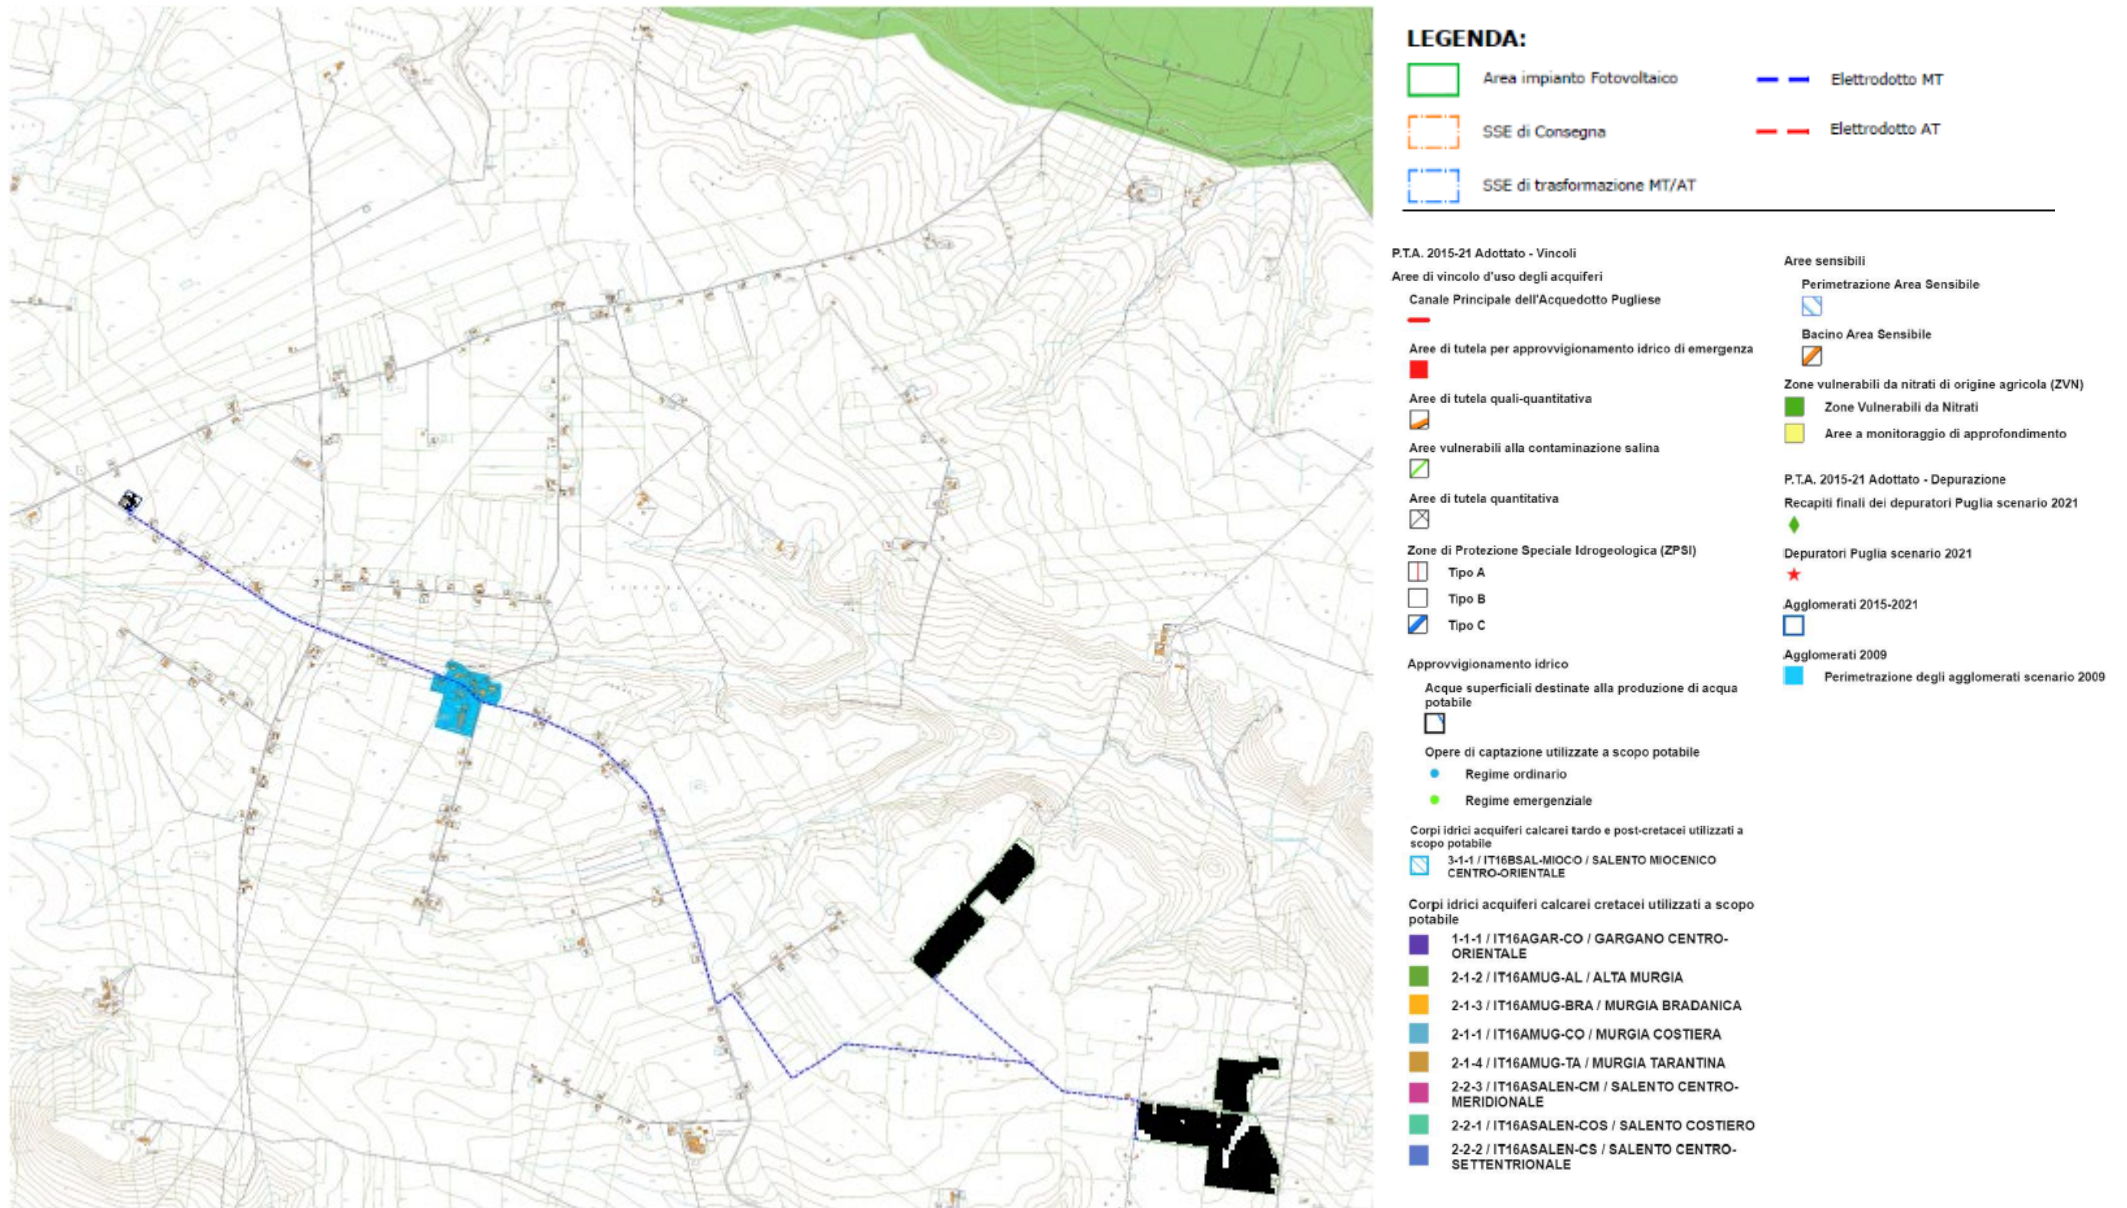 LEGENDA:
Area impianto Fotovoltaico
SSE di Consegna
SSE di trasformazione MT/AT
Elettrodotto MT
Elettrodotto AT
P.T.A. 2015-21 Adottato - Vincoli
Aree di vincolo d'uso degli acquiferi
Canale Principale dell'Acquedotto Pugliese
Aree di tutela per approvvigionamento idrico di emergenza
Aree di tutela quali-quantitativa
Aree vulnerabili alla contaminazione salina
Aree di tutela quantitativa
Zone di Protezione Speciale Idrogeologica (ZPSI)
Tipo A
Tipo B
Tipo C
Approvvigionamento idrico
Acque superficiali destinate alla produzione di acqua
potabile
Opere di captazione utilizzate a scopo potabile
Regime ordinario
Regime emergenziale
Corpi idrici acquiferi calcarei tardo e post-cretacei utilizzati a
scopo potabile
3-1-1 / IT16BSAL-MIOCO / SALENTO MIOCENICO
CENTRO-ORIENTALE
Corpi idrici acquiferi calcarei cretacei utilizzati a scopo
potabile
1-1-1 / IT16AGAR-CO / GARGANO CENTRO-
ORIENTALE
2-1-2 / IT16AMUG-AL / ALTA MURGIA
2-1-3 / IT16AMUG-BRA / MURGIA BRADANICA
2-1-1 / IT16AMUG-CO / MURGIA COSTIERA
2-1-4 / IT16AMUG-TA / MURGIA TARANTINA
2-2-3 / IT16ASALEN-CM / SALENTO CENTRO-
MERIDIONALE
2-2-1 / IT16ASALEN-COS / SALENTO COSTIERO
2-2-2 / IT16ASALEN-CS / SALENTO CENTRO-
SETTENTRIONALE
Aree sensibili
Perimetrazione Area Sensibile
Bacino Area Sensibile
Zone vulnerabili da nitrati di origine agricola (ZVN)
Zone Vulnerabili da Nitrati
Aree a monitoraggio di approfondimento
P.T.A. 2015-21 Adottato - Depurazione
Recapiti finali dei depuratori Puglia scenario 2021
Depuratori Puglia scenario 2021
Agglomerati 2015-2021
Agglomerati 2009
Perimetrazione degli agglomerati scenario 2009